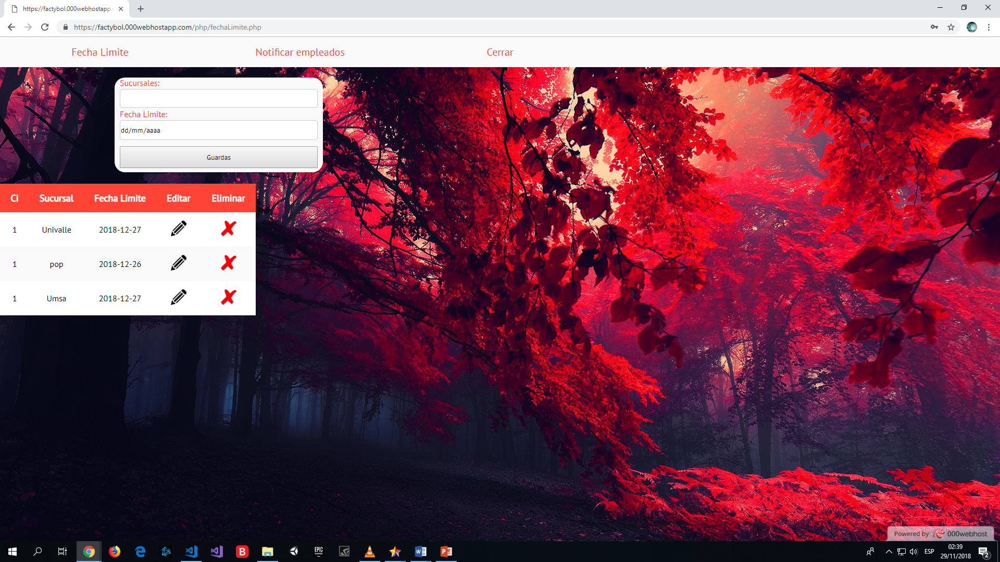 https://factybol.000webhostapp.c
https://factybol.000webhostapp.com/php/fechaLimite.php
Fecha Limite
Notificar empleados
Cerrar
Sucursales:
Fecha Limite:
dd/mm/aaaa
Guardas
Ci Sucursal Fecha Limite Editar Eliminar
1 Univalle 2018-12-27
1 pop 2018-12-26
1 Umsa 2018-12-27
Powered by 000webhost
B
EPIC
GAMES
ESP
02:39
29/11/2018
2